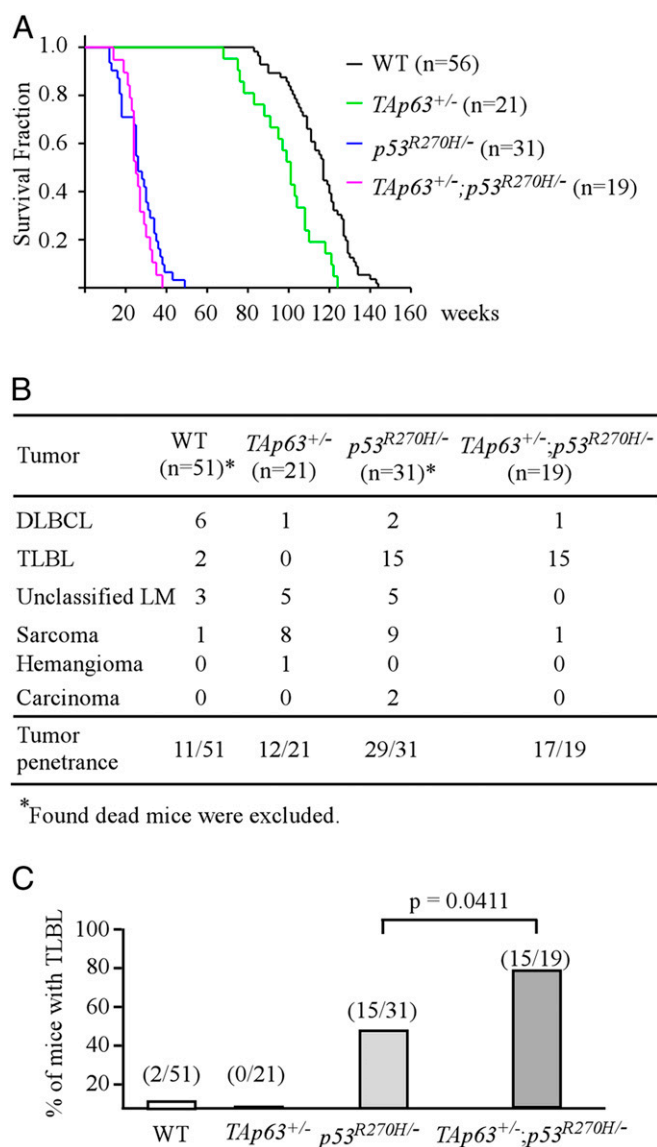 A
Survival Fraction
1.0
0.8
0.6
0.4
0.2
20 40 60 80 100 120 140 160 weeks
WT (n=56)
TAp63+/- (n=21)
p53R270H/- (n=31)
TAp63+/-;p53R270H/- (n=19)
B
Tumor WT (n=51)* TAp63+/- (n=21) p53R270H/- (n=31)* TAp63+/-;p53R270H/- (n=19)
DLBCL 6 1 2 1
TLBL 2 0 15 15
Unclassified LM 3 5 5 0
Sarcoma 1 8 9 1
Hemangioma 0 1 0 0
Carcinoma 0 0 2 0
Tumor penetrance 11/51 12/21 29/31 17/19
*Found dead mice were excluded.
C
% of mice with TLBL
100
80
60
40
20
p = 0.0411
(2/51) (0/21) (15/31) (15/19)
WT TAp63+/- p53R270H/- TAp63+/-;p53R270H/-